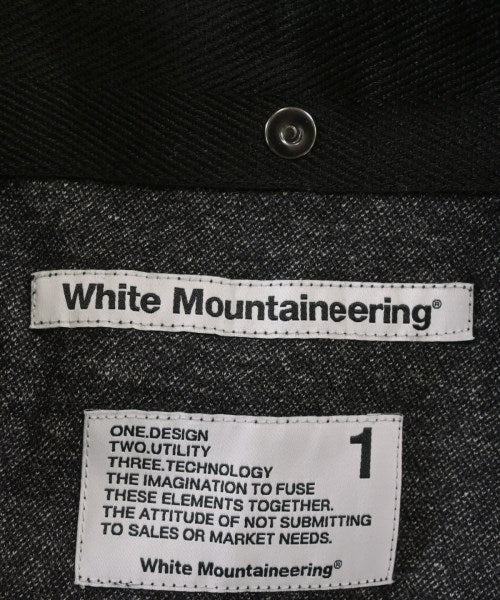 White Mountaineering®
1
ONE.DESIGN
TWO.UTILITY
THREE.TECHNOLOGY
THE IMAGINATION TO FUSE
THESE ELEMENTS TOGETHER.
THE ATTITUDE OF NOT SUBMITTING
TO SALES OR MARKET NEEDS.
White Mountaineering®